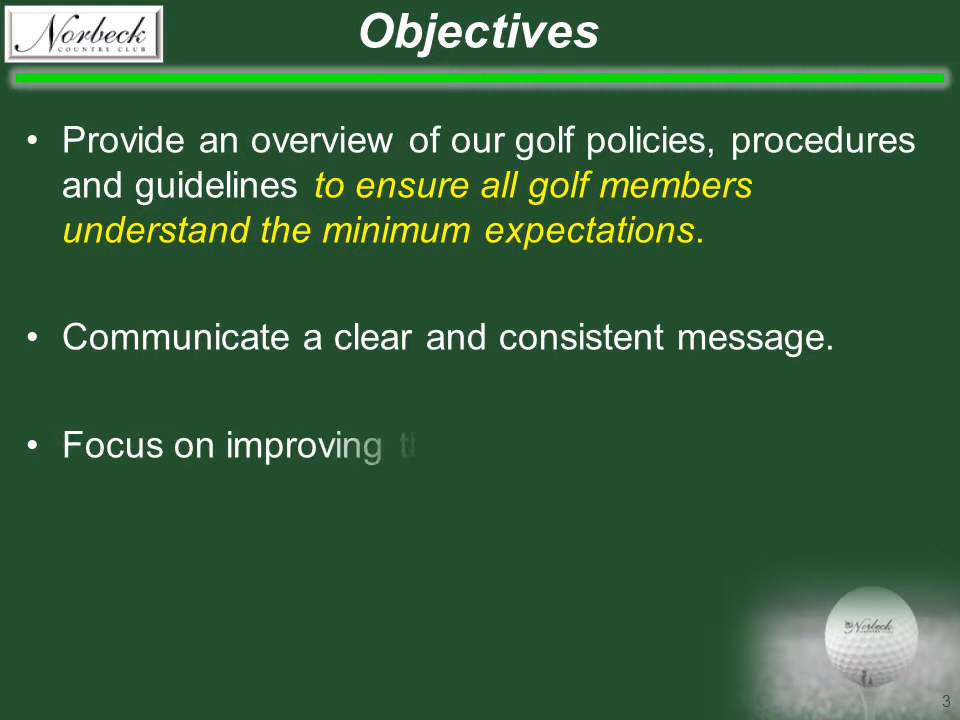 Norbeck
COUNTRY CLUB
Objectives
• Provide an overview of our golf policies, procedures
and guidelines to ensure all golf members
understand the minimum expectations.
• Communicate a clear and consistent message.
• Focus on improving
Norbeck
3